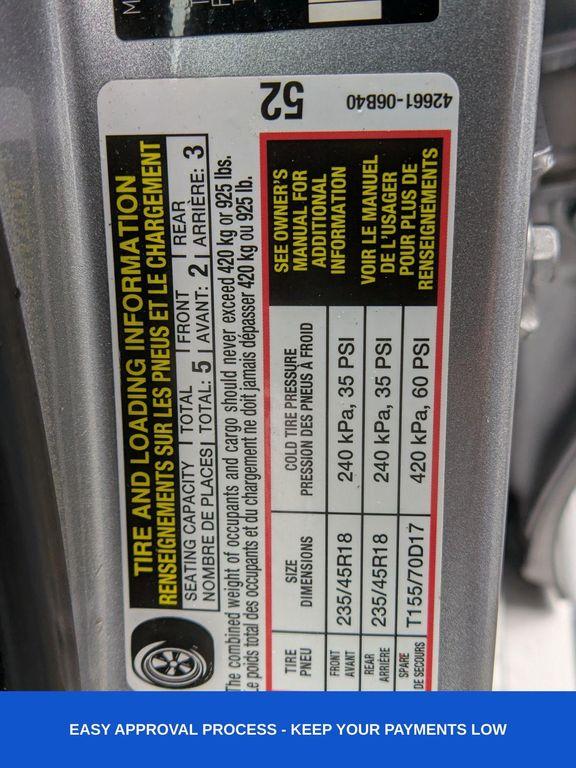 TIRE AND LOADING INFORMATION
RENSEIGNEMENTS SUR LES PNEUS ET LE CHARGEMENT
SEATING CAPACITY | TOTAL | FRONT | REAR
NOMBRE DE PLACES | TOTAL: 5 | AVANT: 2 | ARRIÈRE: 3
The combined weight of occupants and cargo should never exceed 420 kg or 925 lbs.
Le poids total des occupants et du chargement ne doit jamais dépasser 420 kg ou 925 lb.
TIRE SIZE COLD TIRE PRESSURE
PNEU DIMENSIONS PRESSION DES PNEUS À FROID
FRONT
AVANT
235/45R18 240 kPa, 35 PSI
REAR
ARRIÈRE
235/45R18 240 kPa, 35 PSI
SPARE
DE SECOURS
T155/70D17 420 kPa, 60 PSI
SEE OWNER'S
MANUAL FOR
ADDITIONAL
INFORMATION
VOIR LE MANUEL
DE L'USAGER
POUR PLUS DE
RENSEIGNEMENTS
52
42661-06B40
EASY APPROVAL PROCESS - KEEP YOUR PAYMENTS LOW